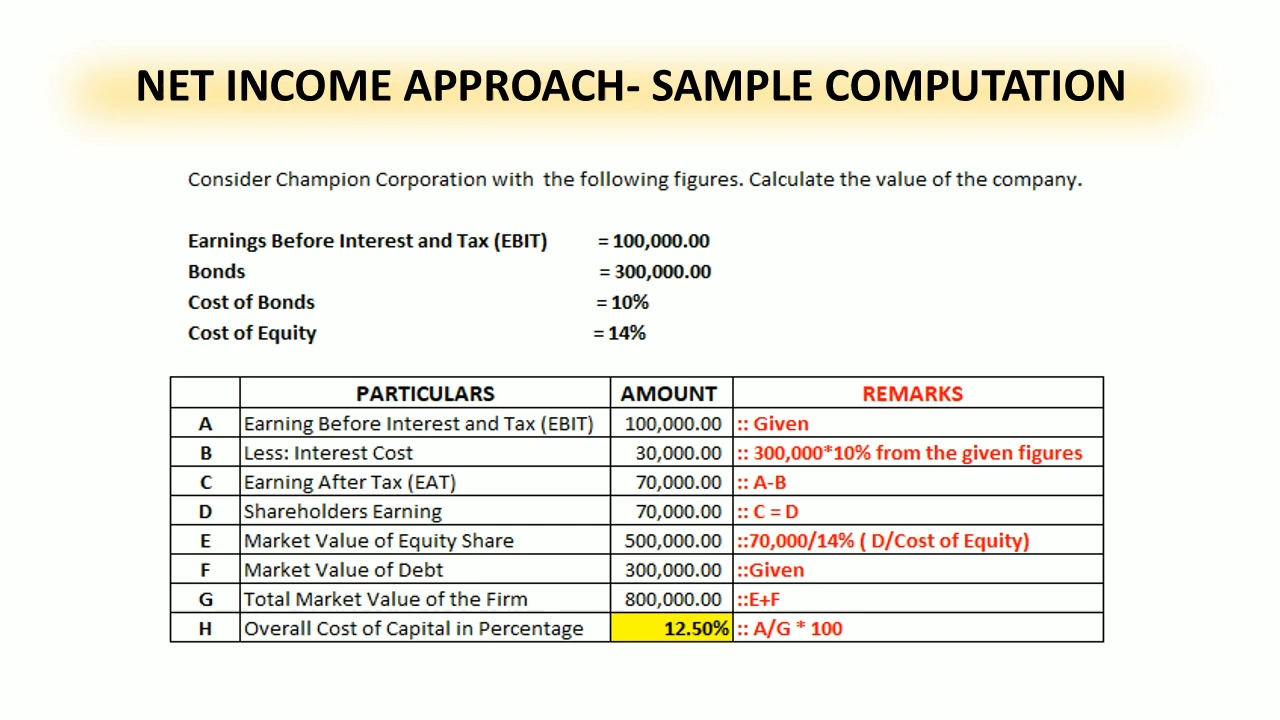 NET INCOME APPROACH- SAMPLE COMPUTATION
Consider Champion Corporation with the following figures. Calculate the value of the company.
Earnings Before Interest and Tax (EBIT) = 100,000.00
Bonds = 300,000.00
Cost of Bonds = 10%
Cost of Equity = 14%
PARTICULARS AMOUNT REMARKS
A Earning Before Interest and Tax (EBIT) 100,000.00 :: Given
B Less: Interest Cost 30,000.00 :: 300,000*10% from the given figures
C Earning After Tax (EAT) 70,000.00 :: A-B
D Shareholders Earning 70,000.00 :: C = D
E Market Value of Equity Share 500,000.00 ::70,000/14% ( D/Cost of Equity)
F Market Value of Debt 300,000.00 ::Given
G Total Market Value of the Firm 800,000.00 ::E+F
H Overall Cost of Capital in Percentage 12.50% :: A/G * 100